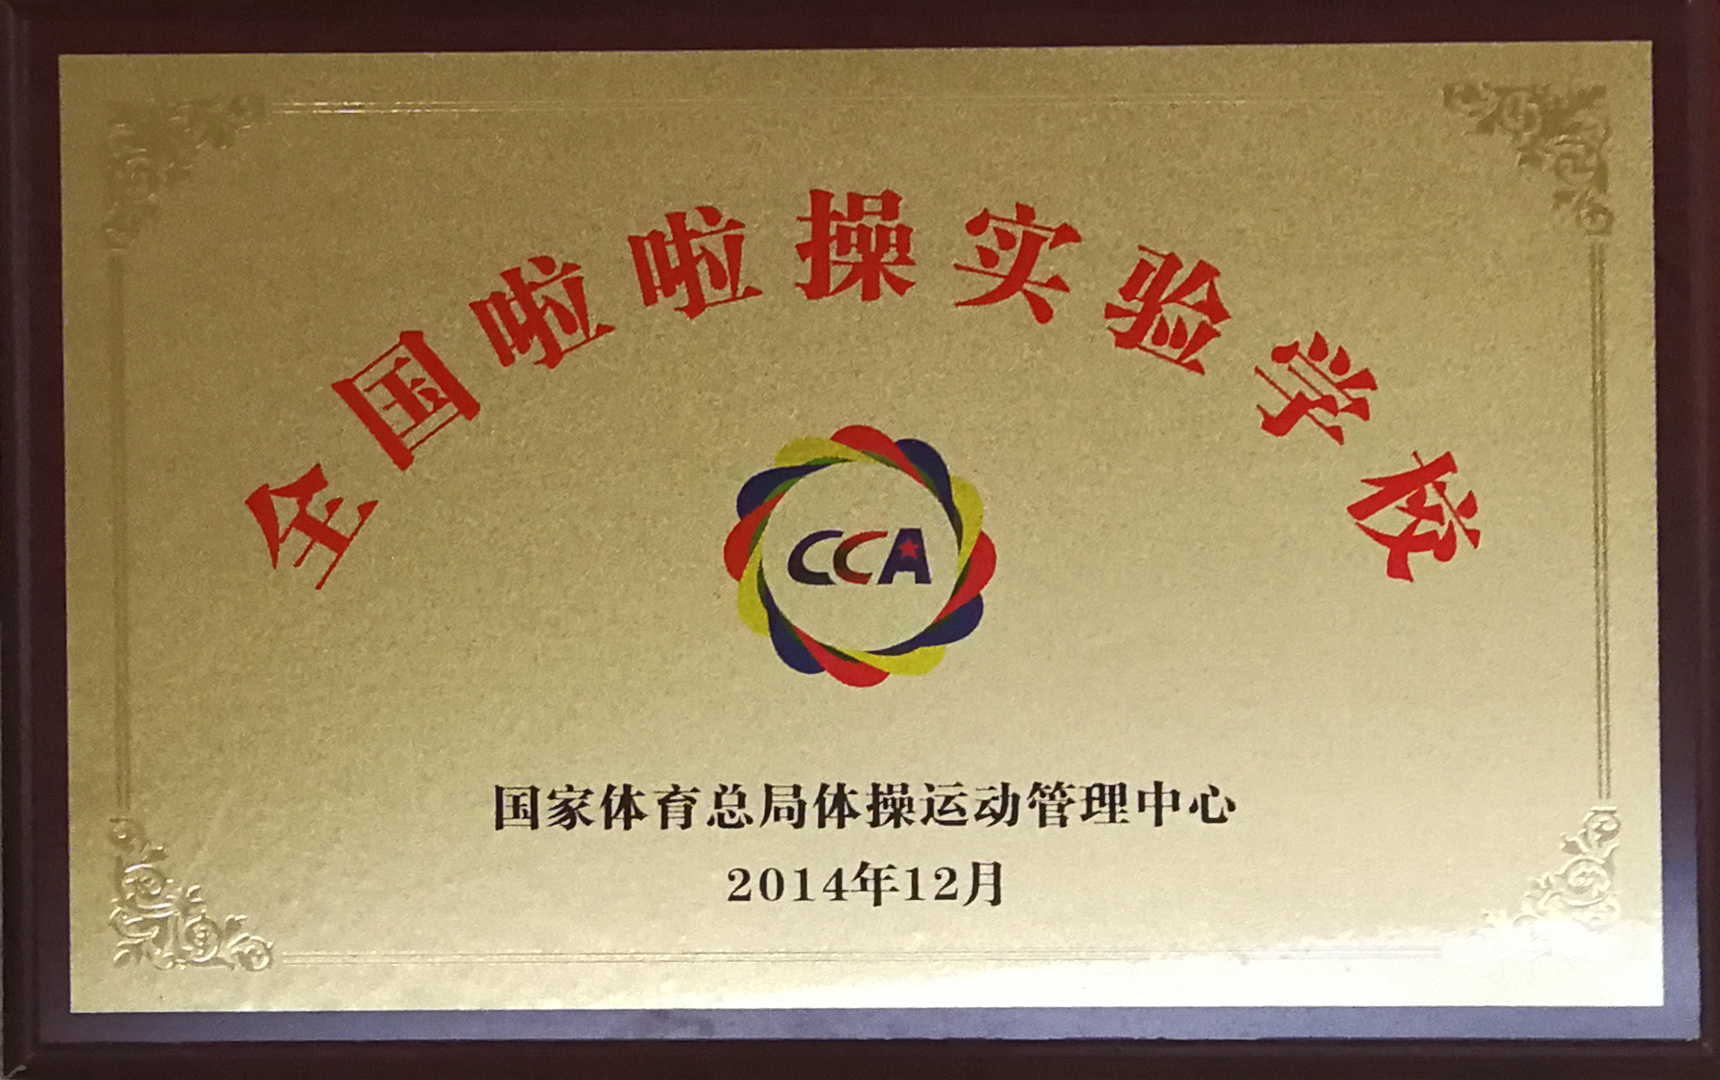 全国啦啦操实验学校
CCA
国家体育总局体操运动管理中心
2014年12月